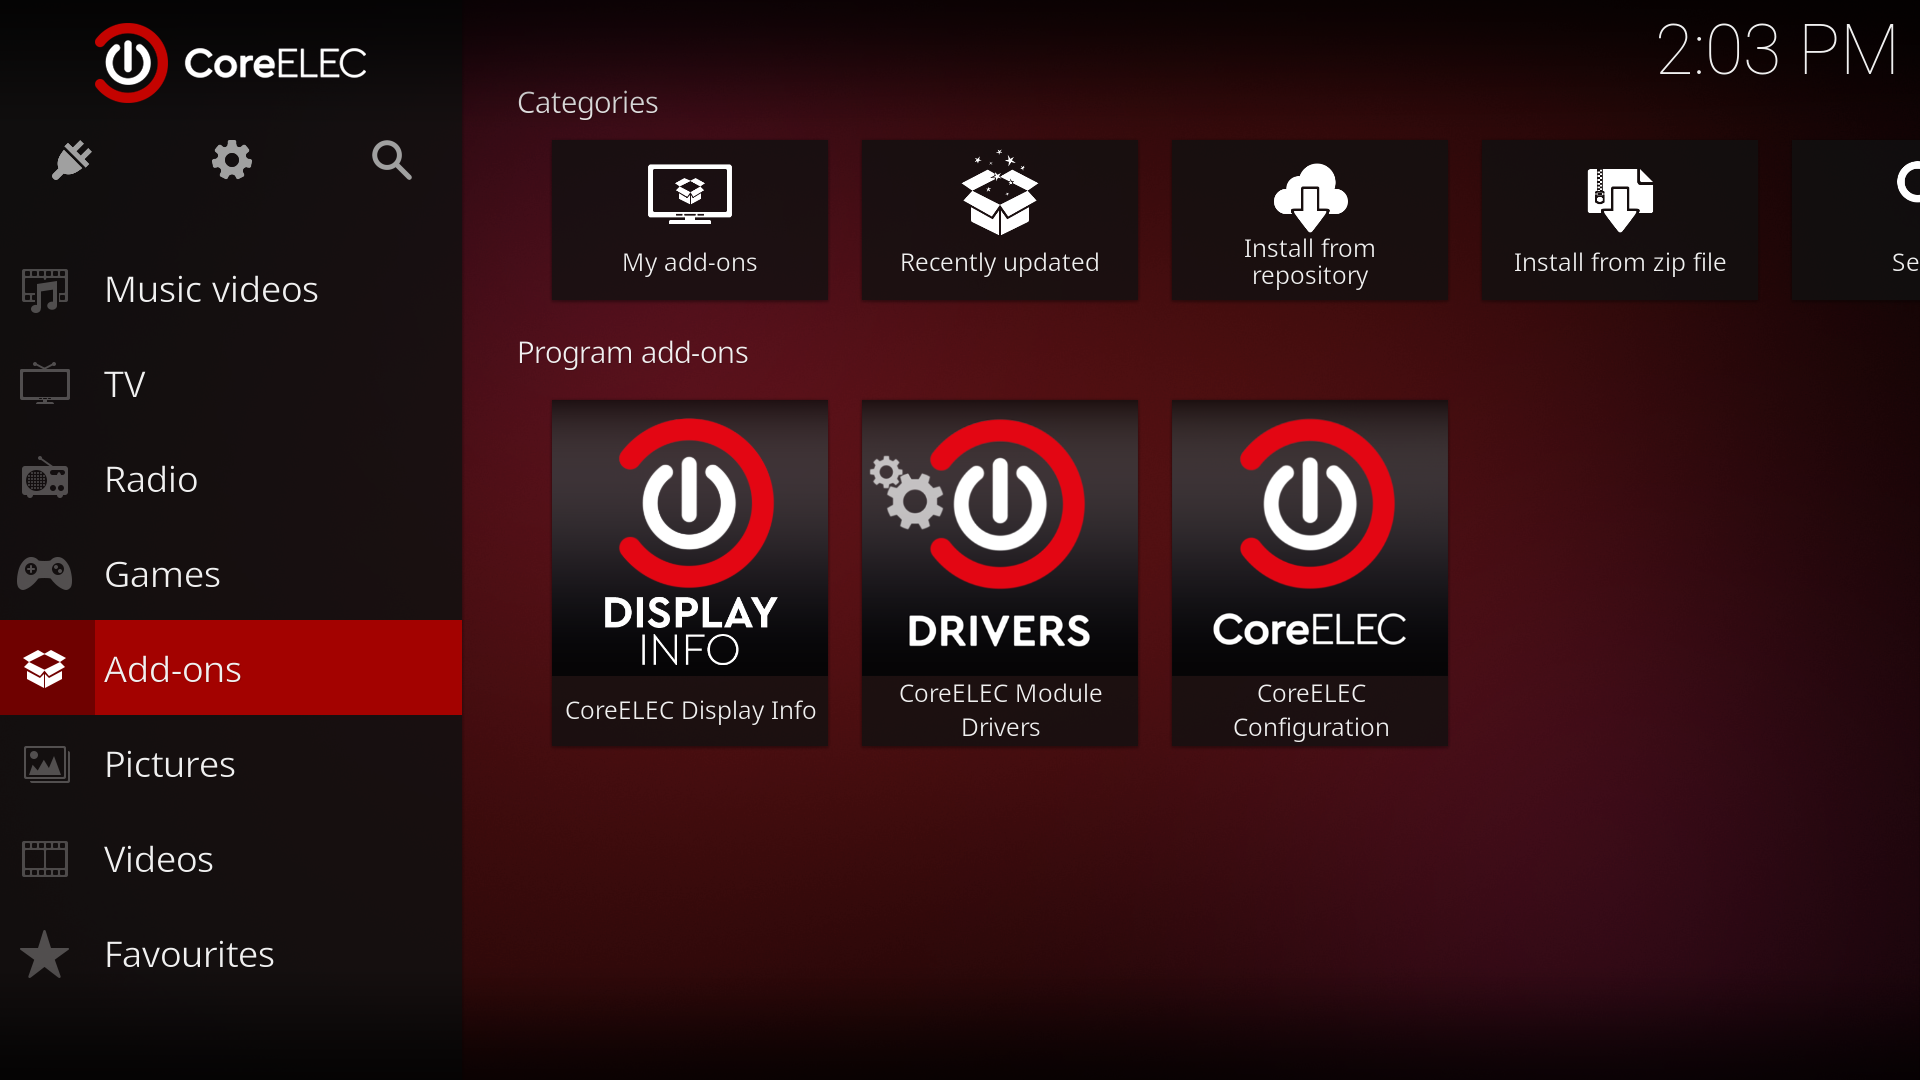 CoreELEC
2:03 PM
Music videos
TV
Radio
Games
Add-ons
Pictures
Videos
Favourites
Categories
My add-ons
Recently updated
Install from
repository
Install from zip file
Se
Program add-ons
DISPLAY
INFO
CoreELEC Display Info
DRIVERS
CoreELEC Module
Drivers
CoreELEC
CoreELEC
Configuration